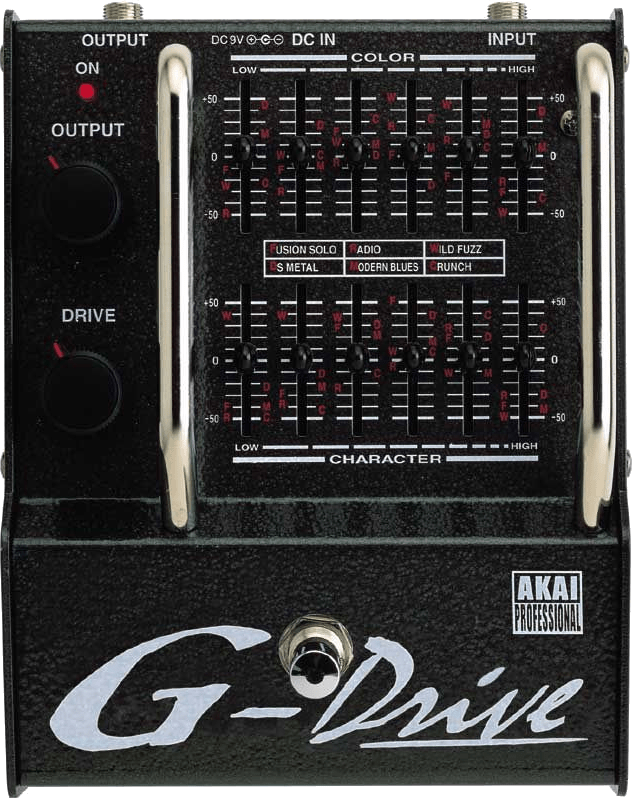 OUTPUT DC 9V DC IN INPUT
ON
COLOR
LOW HIGH
OUTPUT
+50 +50
0 0
-50 -50
FUSION SOLO RADIO WILD FUZZ
DS METAL MODERN BLUES CRUNCH
DRIVE
+50 +50
0 0
-50 -50
LOW HIGH
CHARACTER
AKAI
PROFESSIONAL
G-Drive